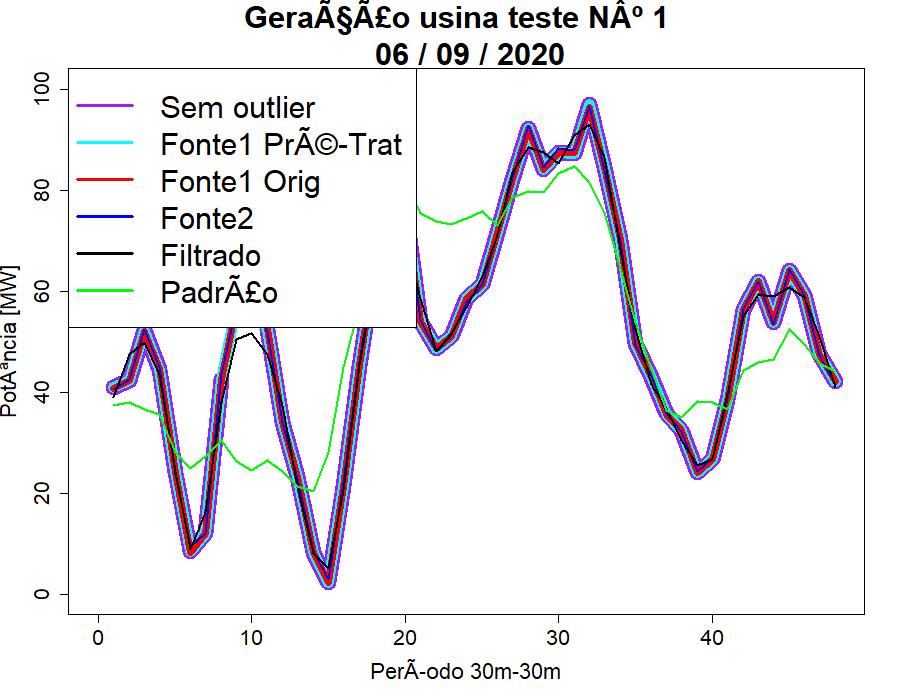 GeraÃ§Ã£o usina teste NÂº 1
06 / 09 / 2020
Sem outlier
Fonte1 PrÃ©-Trat
Fonte1 Orig
Fonte2
Filtrado
PadrÃ£o
PotÃªncia [MW]
100
80
60
40
20
0
0 10 20 30 40
PerÃ­-odo 30m-30m